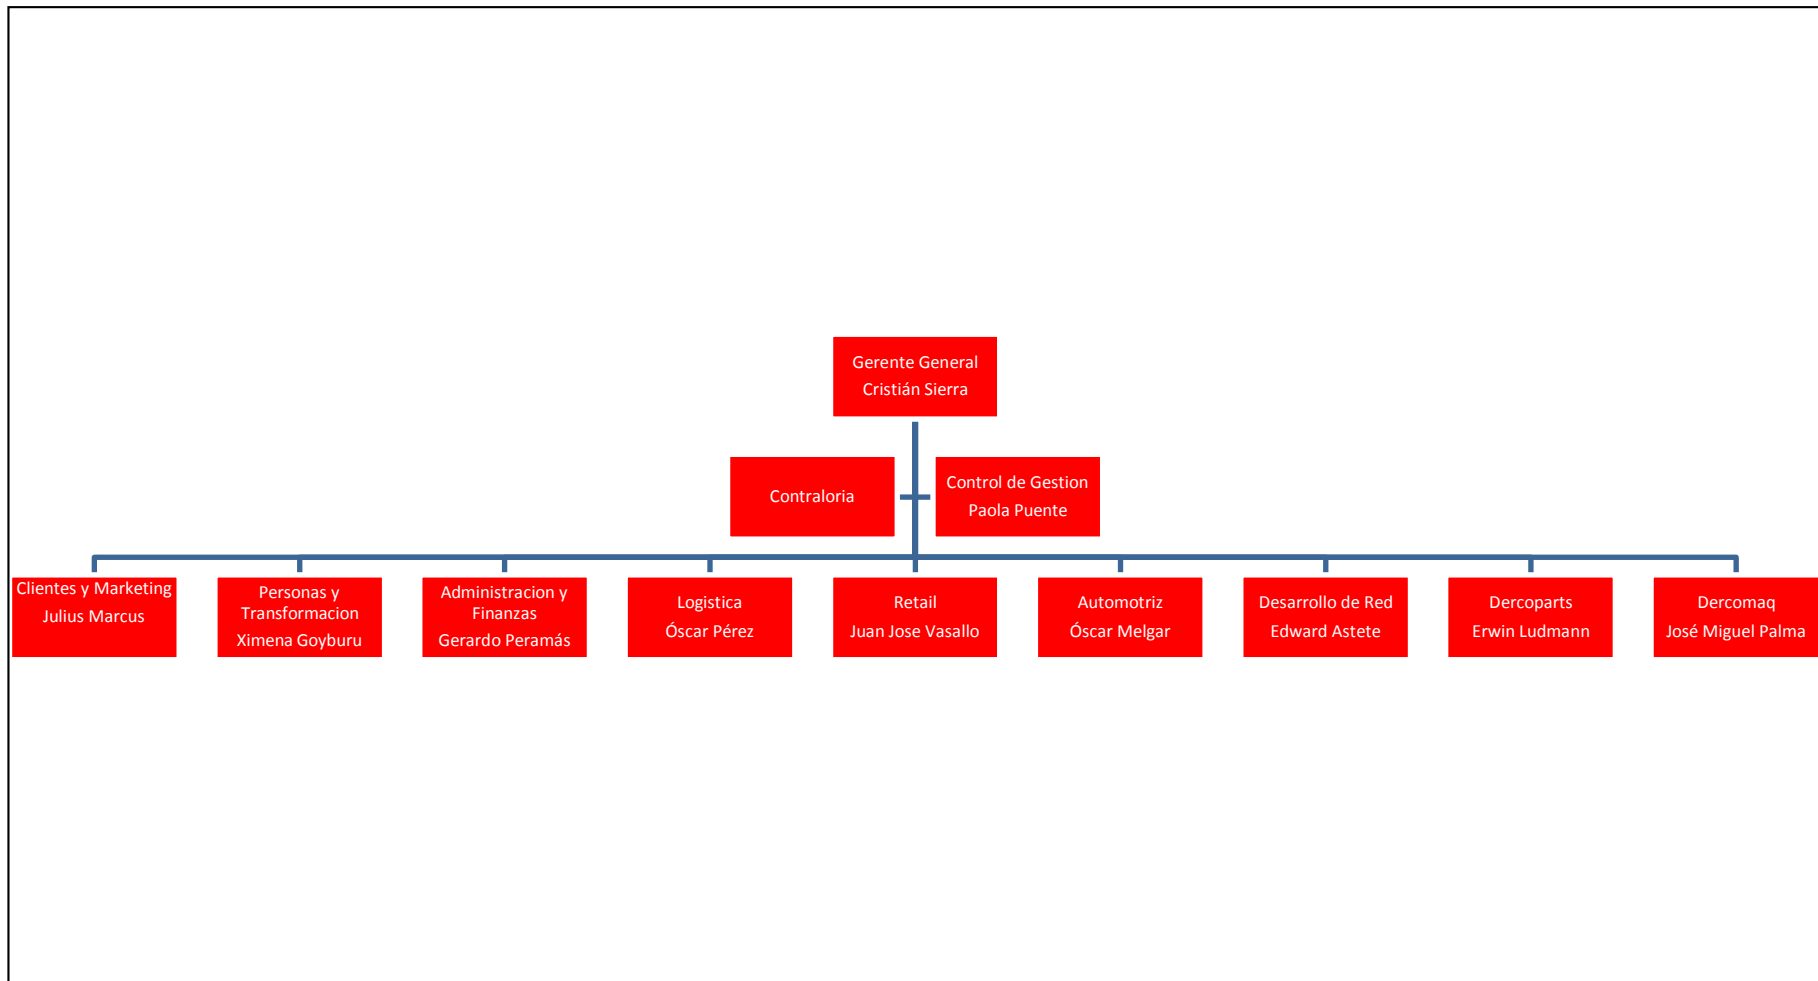 Gerente General
Cristián Sierra
Contraloria
Control de Gestion
Paola Puente
Clientes y Marketing
Julius Marcus
Personas y
Transformacion
Ximena Goyburu
Administracion y
Finanzas
Gerardo Peramás
Logistica
Óscar Pérez
Retail
Juan Jose Vasallo
Automotriz
Óscar Melgar
Desarrollo de Red
Edward Astete
Dercoparts
Erwin Ludmann
Dercomaq
José Miguel Palma